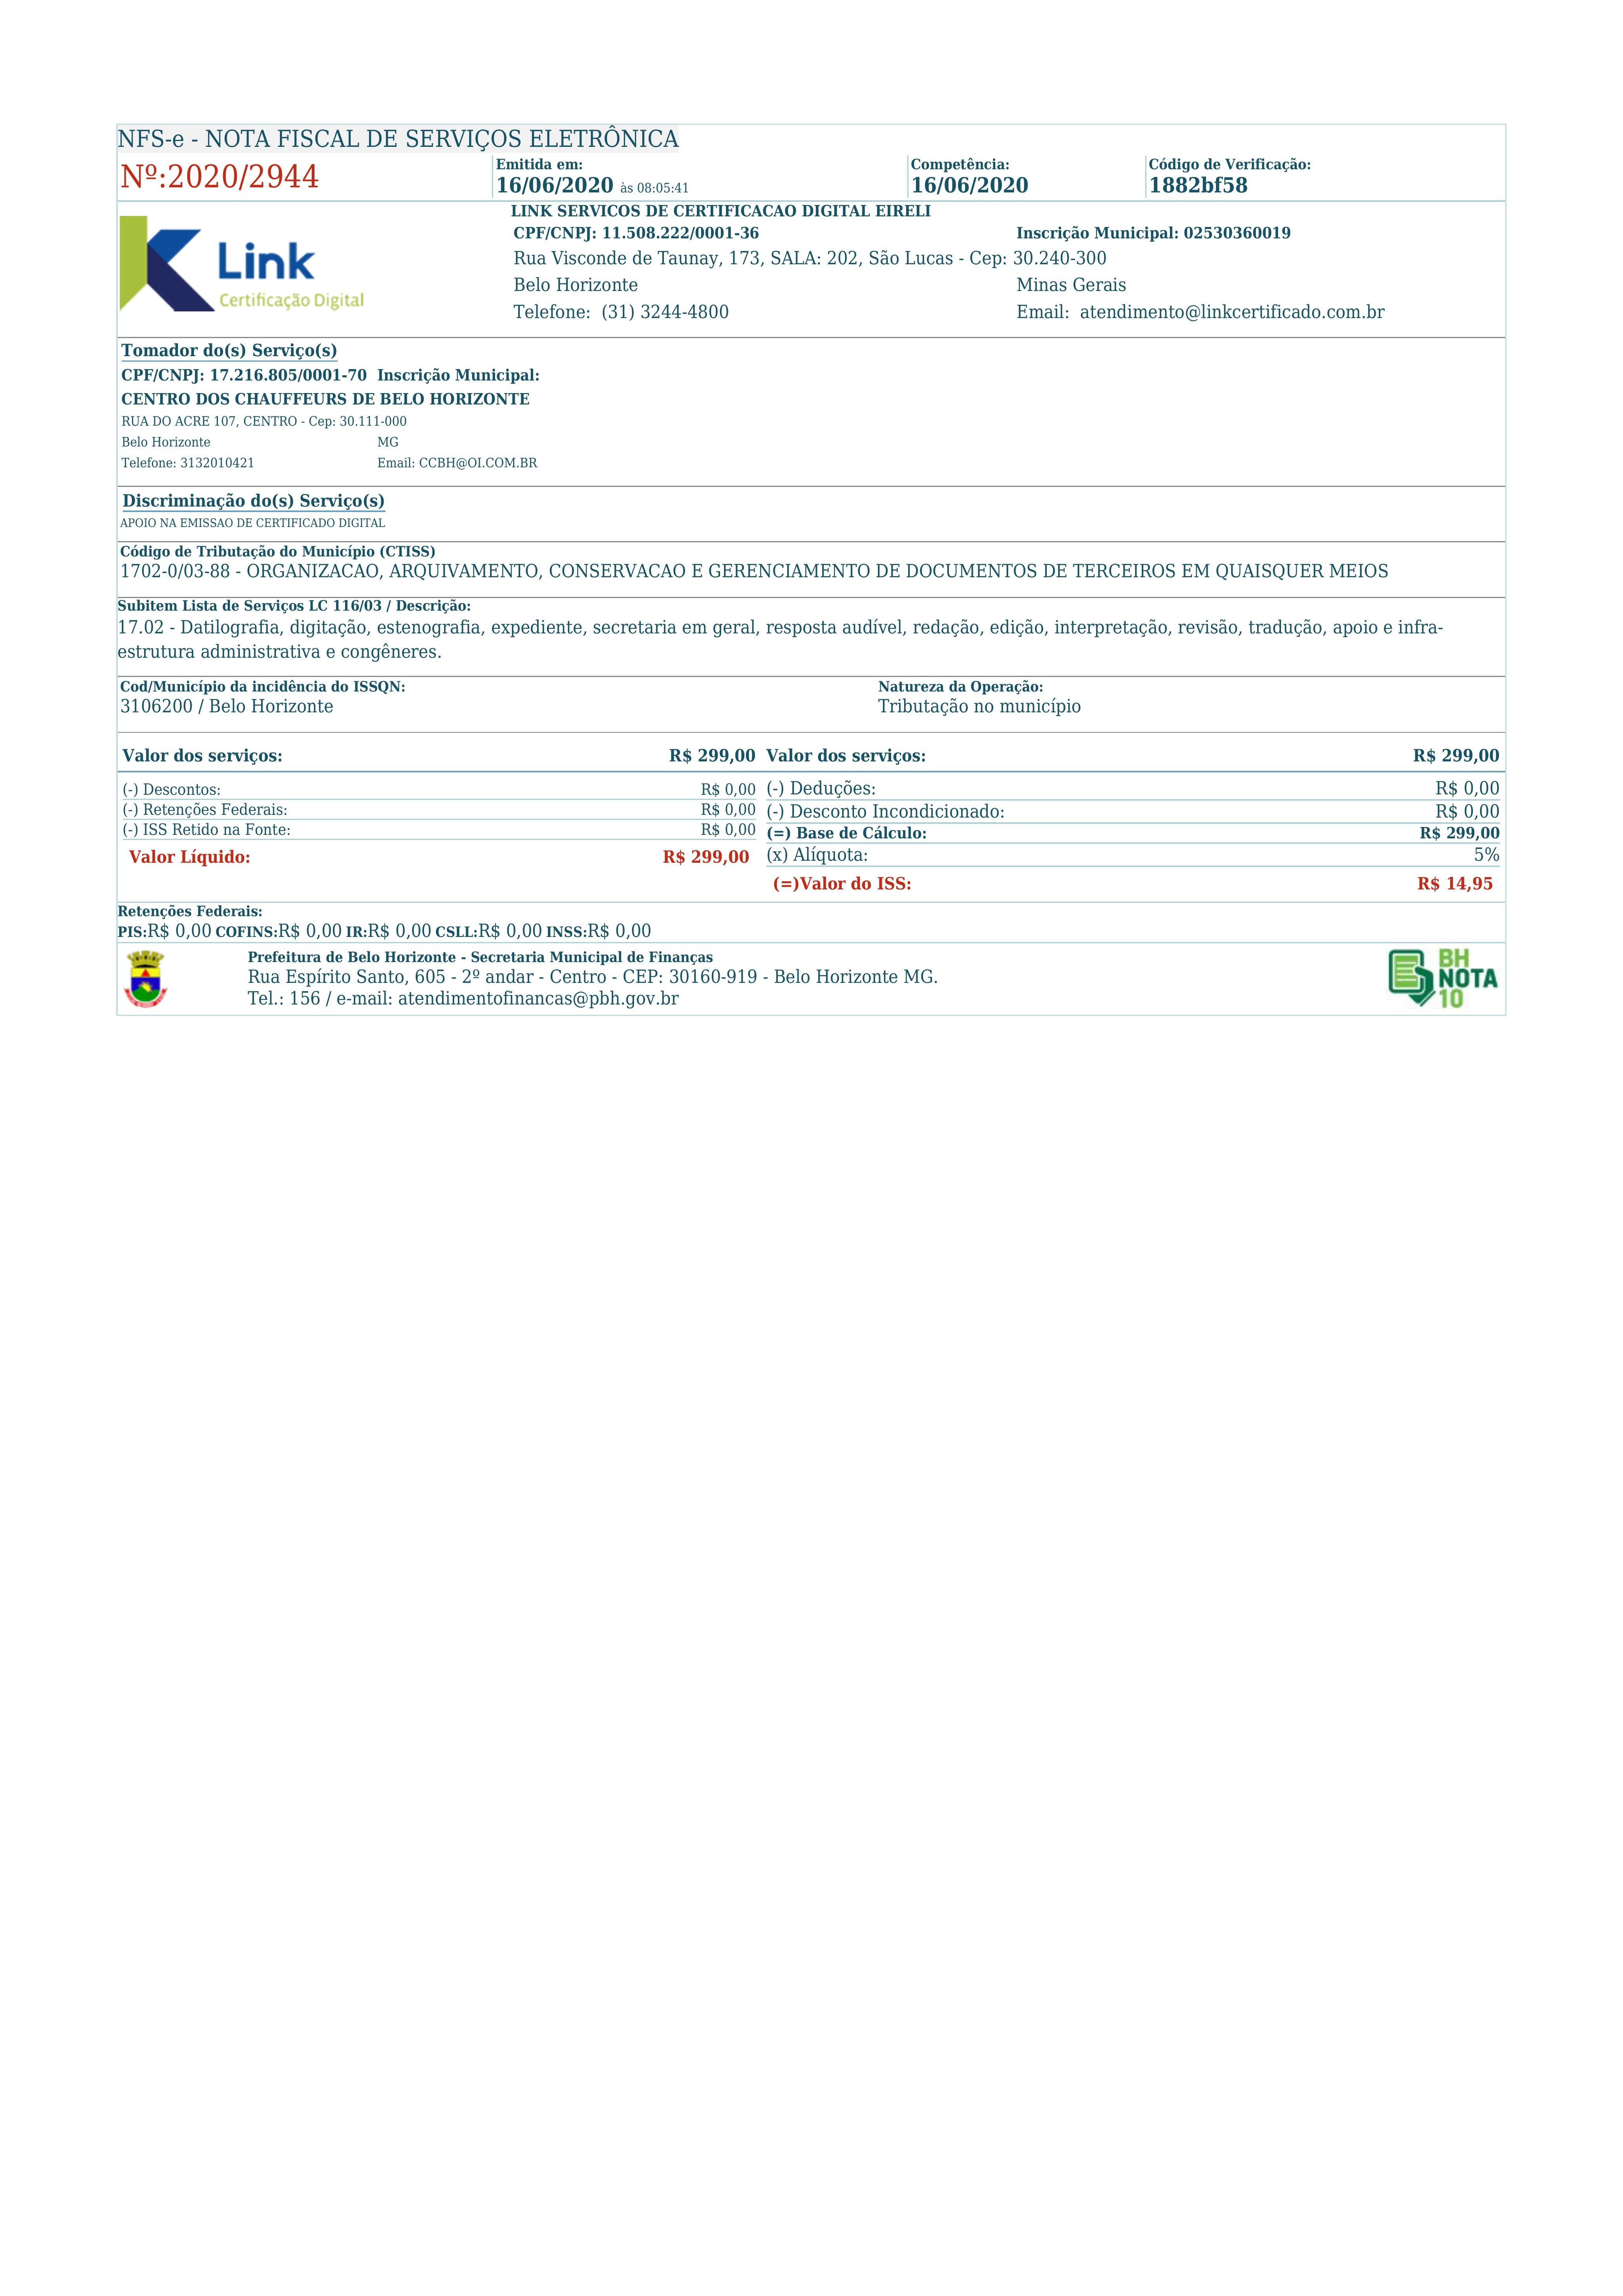 NFS-e - NOTA FISCAL DE SERVIÇOS ELETRÔNICA
Nº:2020/2944
Emitida em:
16/06/2020 às 08:05:41
Competência:
16/06/2020
Código de Verificação:
1882bf58
Link
Certificação Digital
LINK SERVICOS DE CERTIFICACAO DIGITAL EIRELI
CPF/CNPJ: 11.508.222/0001-36 Inscrição Municipal: 02530360019
Rua Visconde de Taunay, 173, SALA: 202, São Lucas - Cep: 30.240-300
Belo Horizonte Minas Gerais
Telefone: (31) 3244-4800 Email: atendimento@linkcertificado.com.br
Tomador do(s) Serviço(s)
CPF/CNPJ: 17.216.805/0001-70 Inscrição Municipal:
CENTRO DOS CHAUFFEURS DE BELO HORIZONTE
RUA DO ACRE 107, CENTRO - Cep: 30.111-000
Belo Horizonte MG
Telefone: 3132010421 Email: CCBH@OI.COM.BR
Discriminação do(s) Serviço(s)
APOIO NA EMISSAO DE CERTIFICADO DIGITAL
Código de Tributação do Município (CTISS)
1702-0/03-88 - ORGANIZACAO, ARQUIVAMENTO, CONSERVACAO E GERENCIAMENTO DE DOCUMENTOS DE TERCEIROS EM QUAISQUER MEIOS
Subitem Lista de Serviços LC 116/03 / Descrição:
17.02 - Datilografia, digitação, estenografia, expediente, secretaria em geral, resposta audível, redação, edição, interpretação, revisão, tradução, apoio e infra-
estrutura administrativa e congêneres.
Cod/Município da incidência do ISSQN:
3106200 / Belo Horizonte
Natureza da Operação:
Tributação no município
Valor dos serviços: R$ 299,00
(-) Descontos: R$ 0,00
(-) Retenções Federais: R$ 0,00
(-) ISS Retido na Fonte: R$ 0,00
Valor Líquido: R$ 299,00
Valor dos serviços: R$ 299,00
(-) Deduções: R$ 0,00
(-) Desconto Incondicionado: R$ 0,00
(=) Base de Cálculo: R$ 299,00
(x) Alíquota: 5%
(=)Valor do ISS: R$ 14,95
Retenções Federais:
PIS:R$ 0,00 COFINS:R$ 0,00 IR:R$ 0,00 CSLL:R$ 0,00 INSS:R$ 0,00
Prefeitura de Belo Horizonte - Secretaria Municipal de Finanças
Rua Espírito Santo, 605 - 2º andar - Centro - CEP: 30160-919 - Belo Horizonte MG.
Tel.: 156 / e-mail: atendimentofinancas@pbh.gov.br
BH
NOTA
10